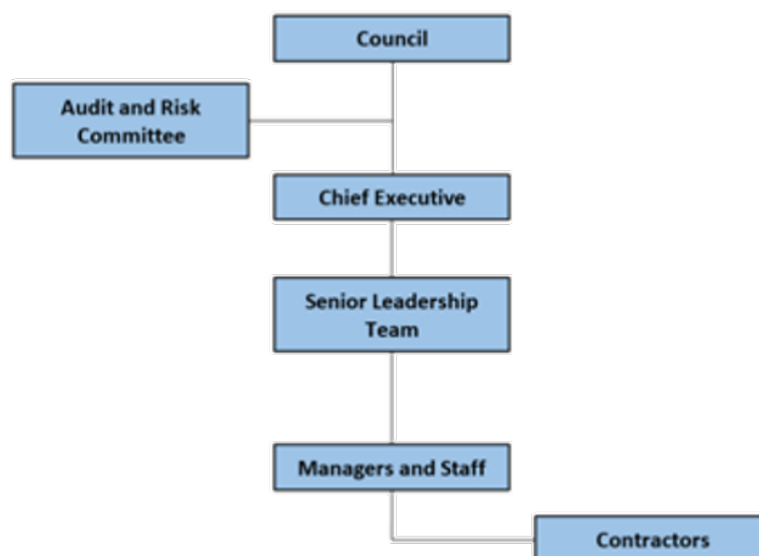 Council
Audit and Risk
Committee
Chief Executive
Senior Leadership
Team
Managers and Staff
Contractors